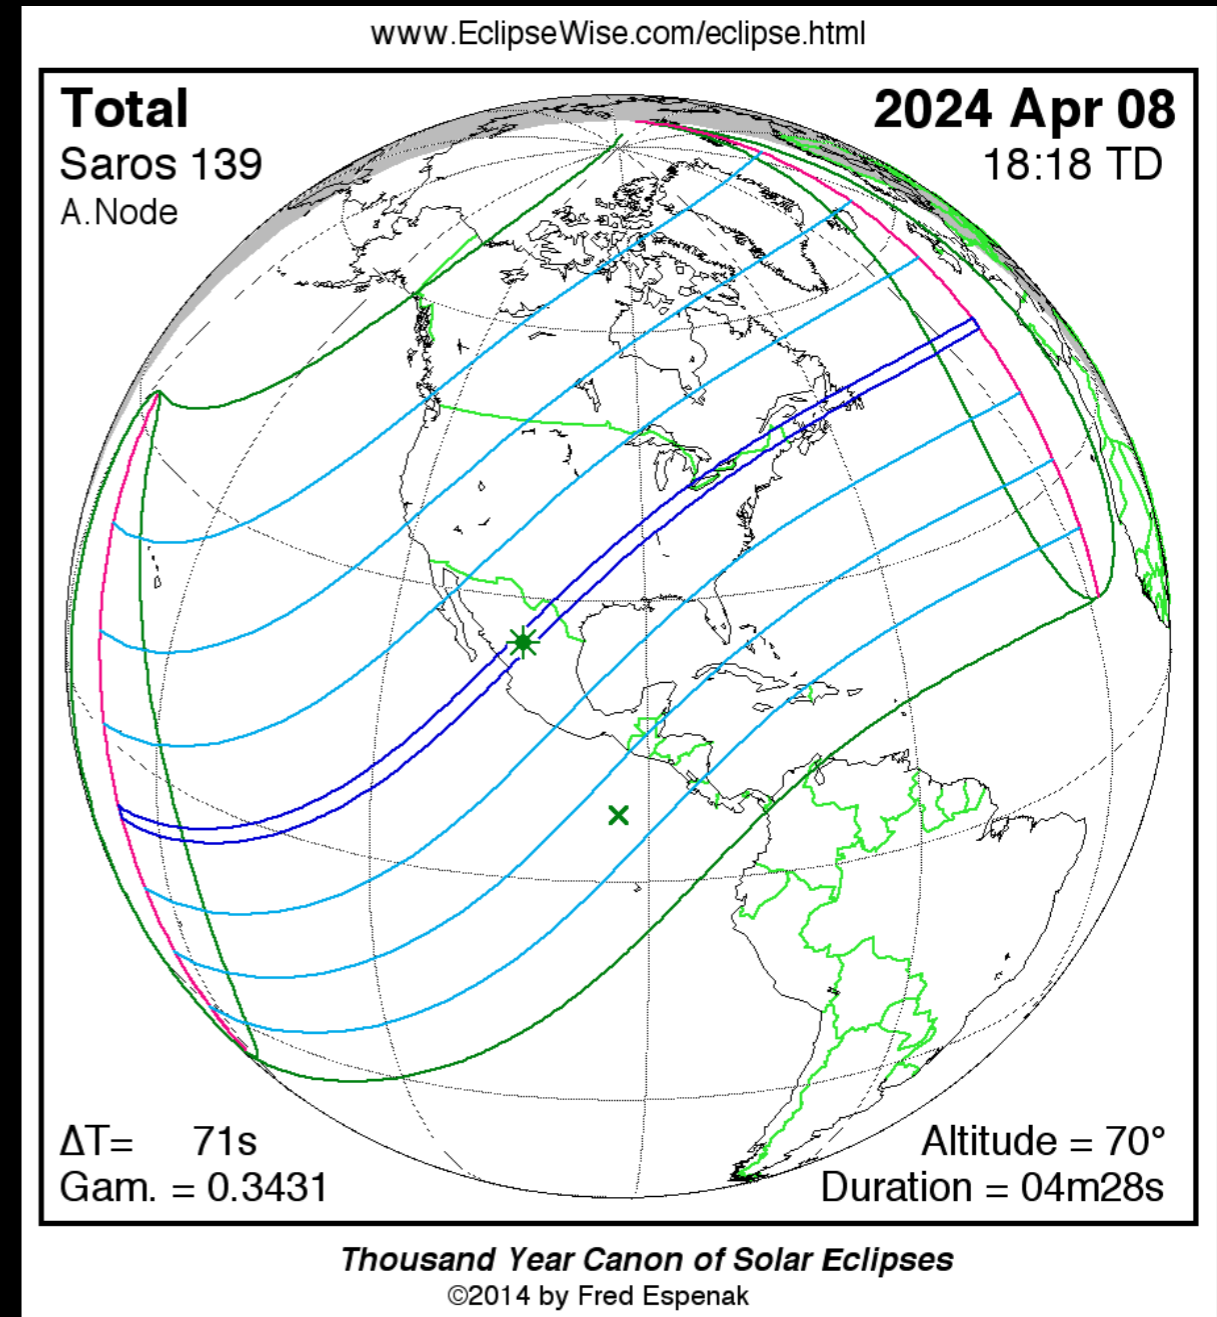 www.EclipseWise.com/eclipse.html
Total
2024 Apr 08
Saros 139
18:18 TD
A.Node
ΔT= 71s
Altitude = 70°
Gam. = 0.3431
Duration = 04m28s
Thousand Year Canon of Solar Eclipses
©2014 by Fred Espenak